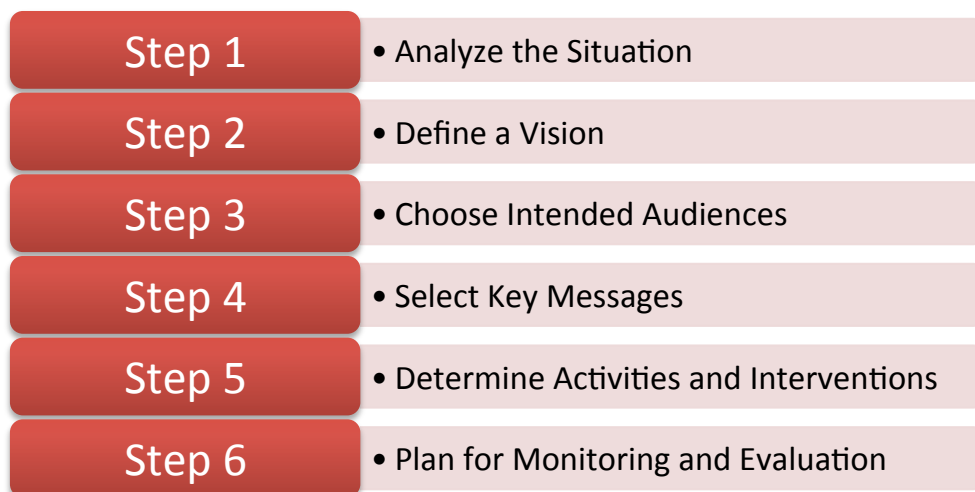 Step 1
• Analyze the Situation
Step 2
• Define a Vision
Step 3
• Choose Intended Audiences
Step 4
• Select Key Messages
Step 5
• Determine Activities and Interventions
Step 6
• Plan for Monitoring and Evaluation